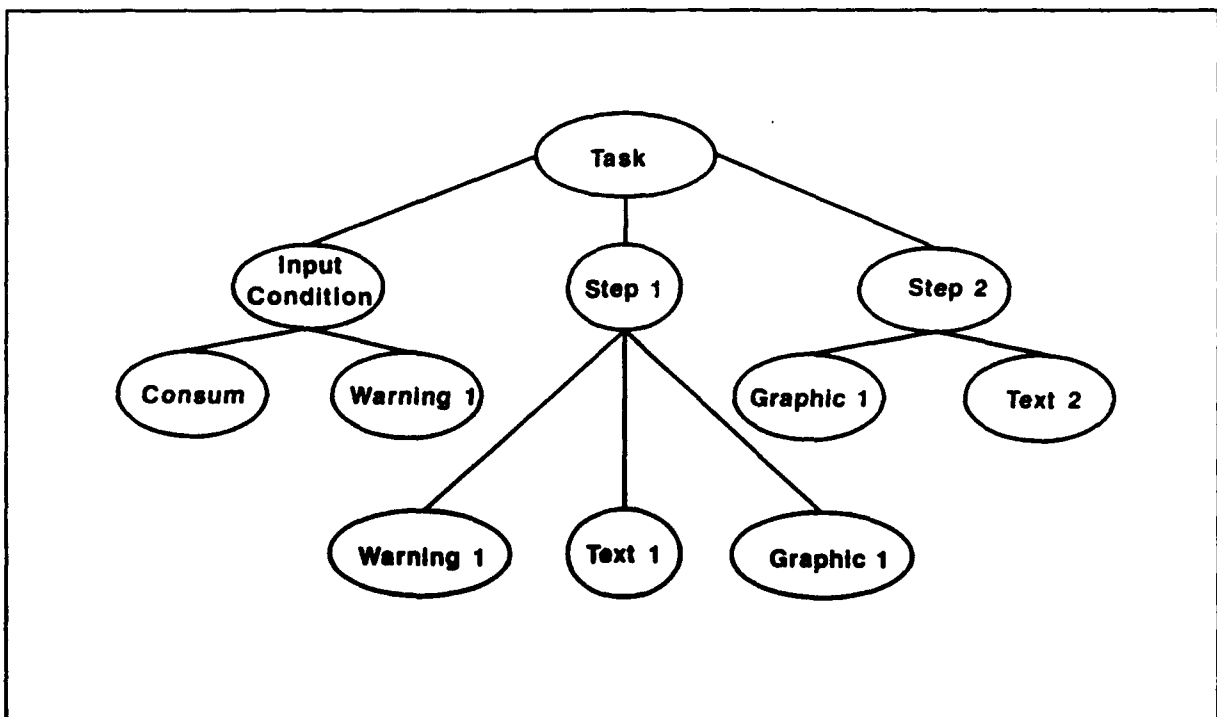 Task
Input
Condition
Step 1
Step 2
Consum
Warning 1
Graphic 1
Text 2
Warning 1
Text 1
Graphic 1